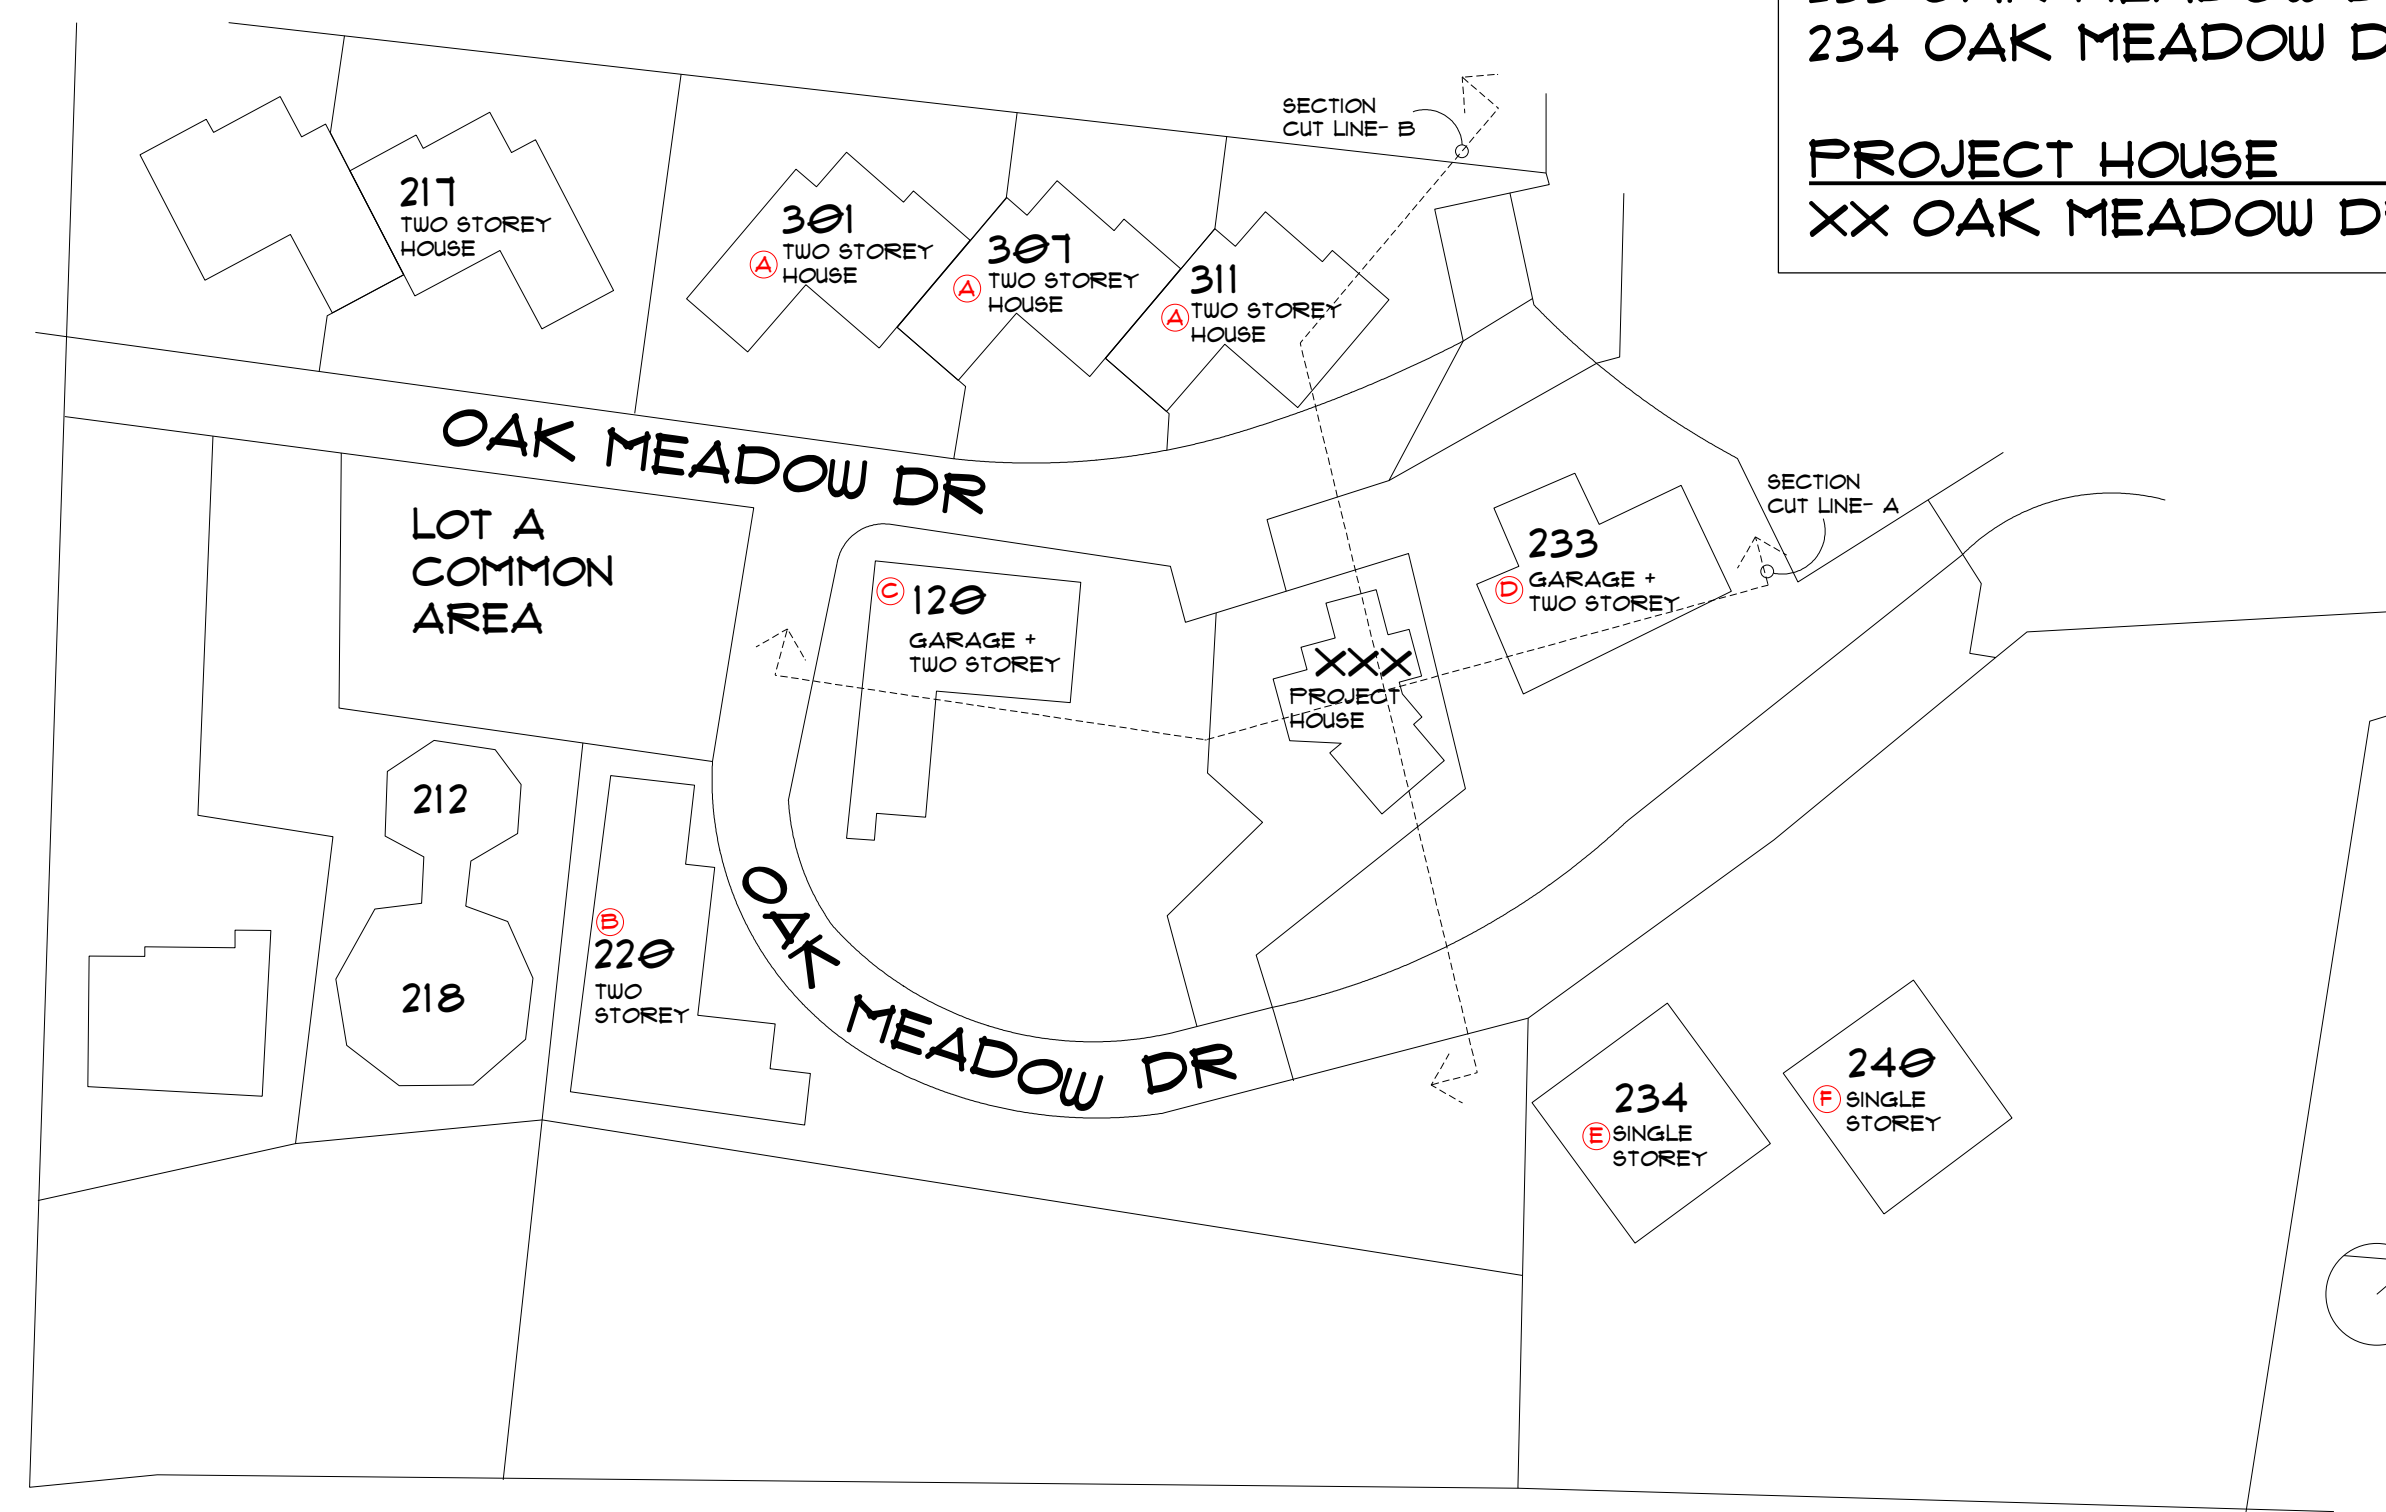 234 OAK MEADOW
PROJECT HOUSE
XX OAK MEADOW
SECTION
CUT LINE- B
217
TWO STOREY
HOUSE
301
A TWO STOREY
HOUSE
307
A TWO STOREY
HOUSE
311
A TWO STOREY
HOUSE
OAK MEADOW DR
SECTION
CUT LINE- A
LOT A
COMMON
AREA
C 120
GARAGE +
TWO STOREY
233
D GARAGE +
TWO STOREY
XXX
PROJECT
HOUSE
212
218
B
220
TWO
STOREY
OAK MEADOW DR
234
E SINGLE
STOREY
240
F SINGLE
STOREY